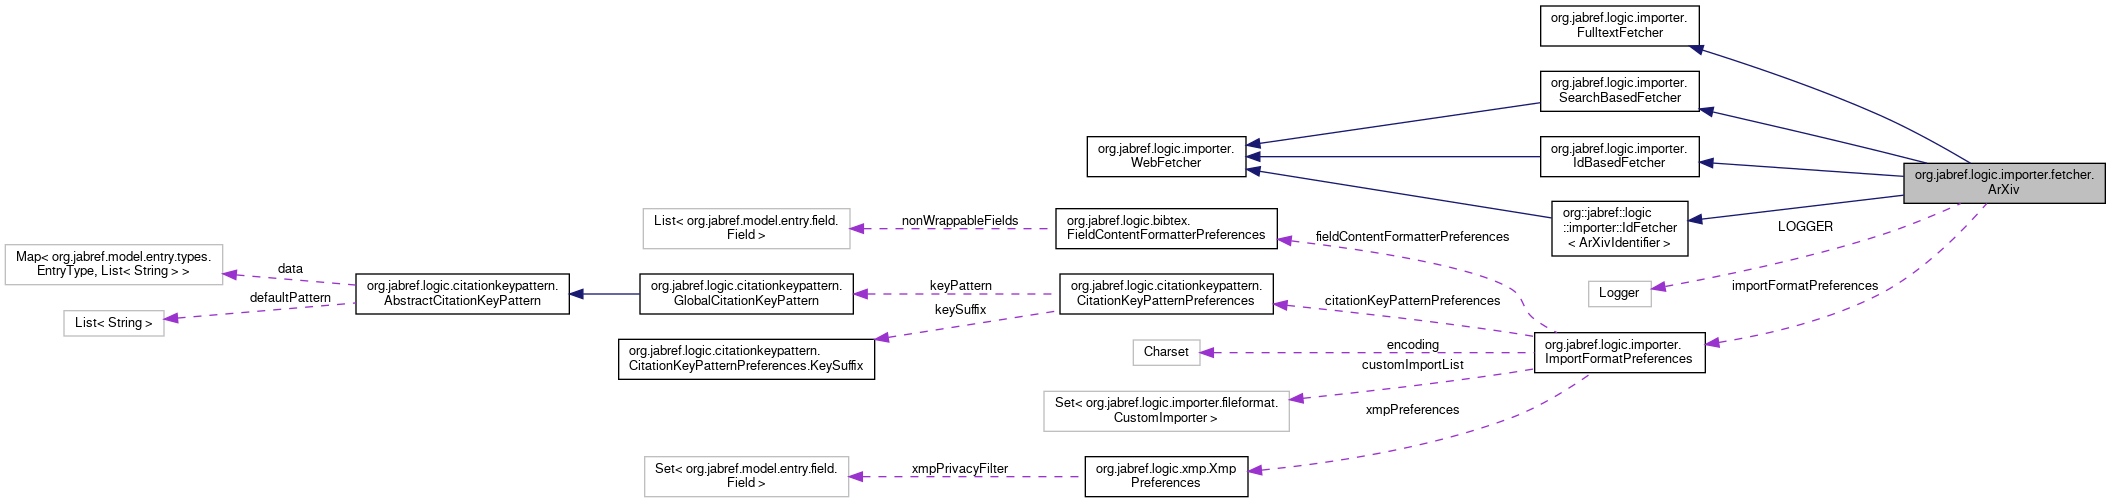 org.jabref.logic.importer.
FulltextFetcher
org.jabref.logic.importer.
SearchBasedFetcher
org.jabref.logic.importer.
WebFetcher
org.jabref.logic.importer.
IdBasedFetcher
org.jabref.logic.importer.fetcher.
ArXiv
org::jabref::logic
::importer::IdFetcher
< ArXivIdentifier >
List< org.jabref.model.entry.field.
Field >
nonWrappableFields
org.jabref.logic.bibtex.
FieldContentFormatterPreferences
fieldContentFormatterPreferences
LOGGER
Map< org.jabref.model.entry.types.
EntryType, List< String > >
data
defaultPattern
List< String >
org.jabref.logic.citationkeypattern.
AbstractCitationKeyPattern
org.jabref.logic.citationkeypattern.
GlobalCitationKeyPattern
keyPattern
keySuffix
org.jabref.logic.citationkeypattern.
CitationKeyPatternPreferences
citationKeyPatternPreferences
Logger
importFormatPreferences
org.jabref.logic.citationkeypattern.
CitationKeyPatternPreferences.KeySuffix
Charset
encoding
customImportList
org.jabref.logic.importer.
ImportFormatPreferences
Set< org.jabref.logic.importer.fileformat.
CustomImporter >
xmpPreferences
Set< org.jabref.model.entry.field.
Field >
xmpPrivacyFilter
org.jabref.logic.xmp.Xmp
Preferences